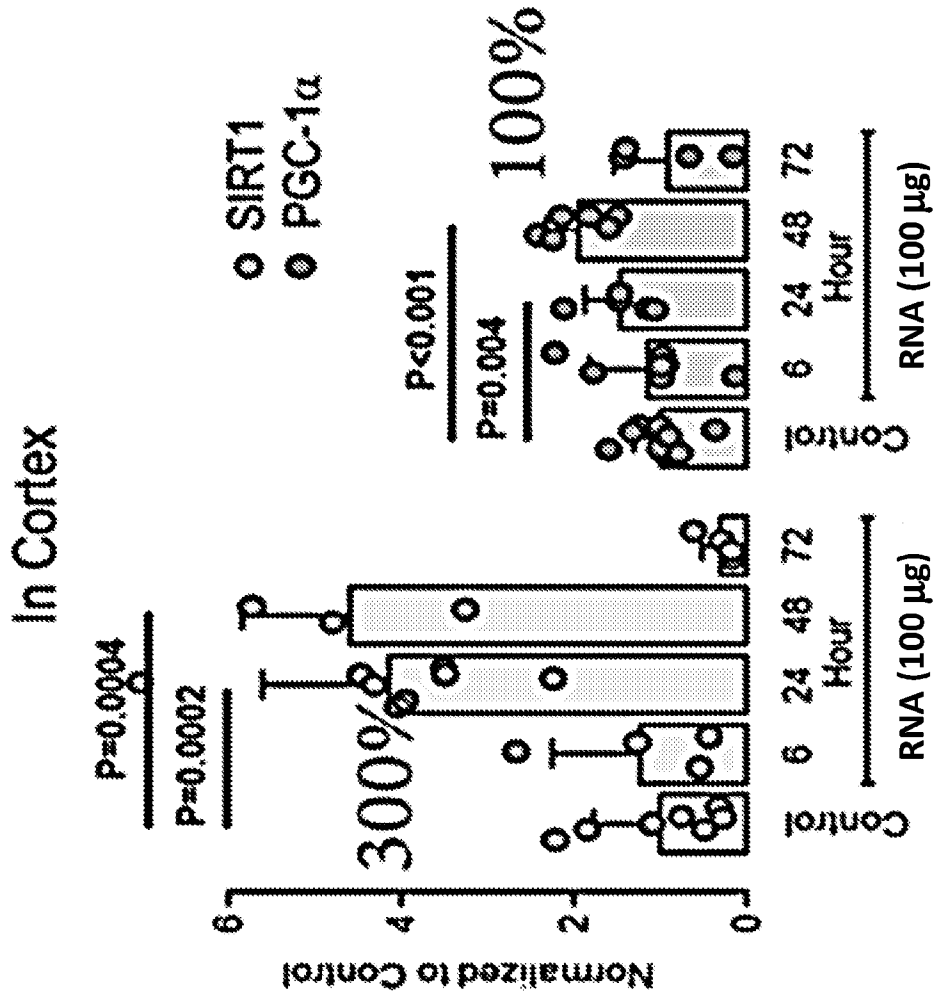 In Cortex
SIRT1
PGC-1α
P=0.0004
P=0.0002
300%
P<0.001
P=0.004
100%
Normalized to Control
6
4
2
0
Control
6
24
48
72
Hour
RNA (100 µg)
Control
6
24
48
72
Hour
RNA (100 µg)